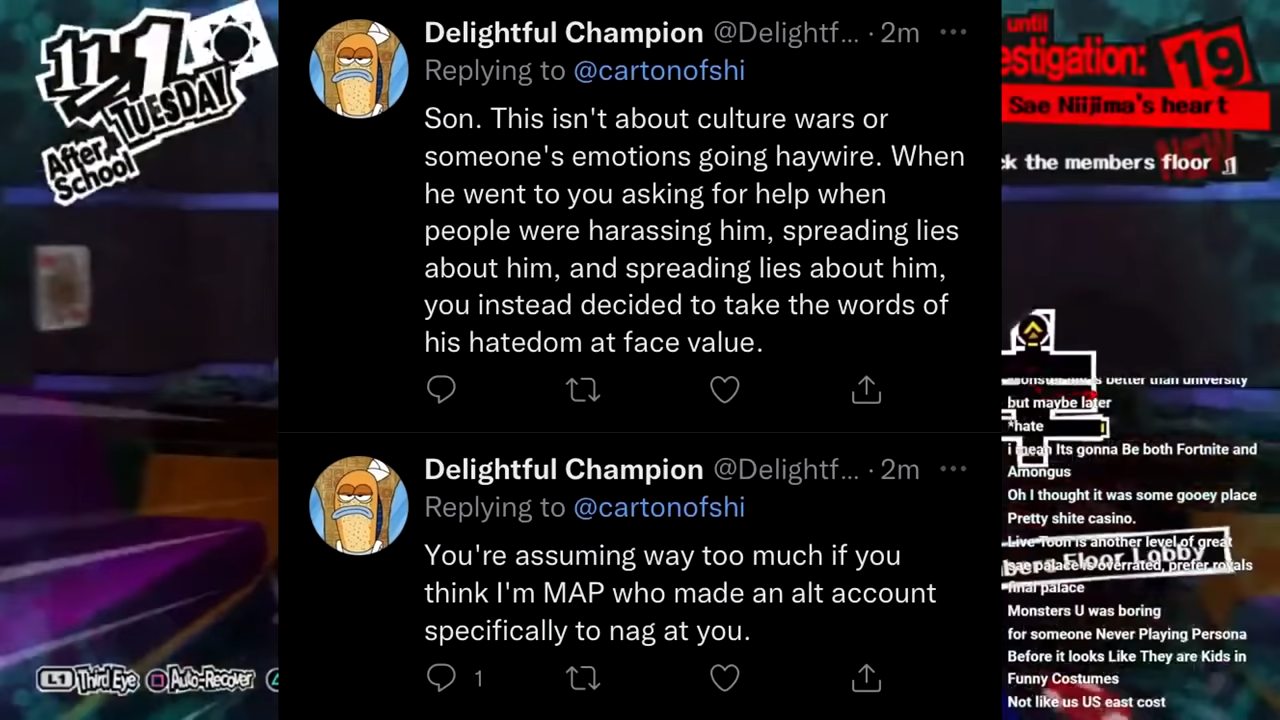 11/1
TUESDAY
After
School
Delightful Champion @Delightf... · 2m
Replying to @cartonofshi
Son. This isn't about culture wars or
someone's emotions going haywire. When
he went to you asking for help when
people were harassing him, spreading lies
about him, and spreading lies about him,
you instead decided to take the words of
his hatedom at face value.
Delightful Champion @Delightf... · 2m
Replying to @cartonofshi
You're assuming way too much if you
think I'm MAP who made an alt account
specifically to nag at you.
1
until
estigation: 19
Sae Niijima's heart
NEW
ck the members floor
better than university
but maybe later
*hate
i mean Its gonna Be both Fortnite and
Amongus
Oh I thought it was some gooey place
Pretty shite casino.
Live Toon is another level of great
sae palace is overrated, prefer royals
final palace
Floor Lobby
Monsters U was boring
for someone Never Playing Persona
Before it looks Like They are Kids in
Funny Costumes
Not like us US east cost
L1 Third Eye Auto-Recover